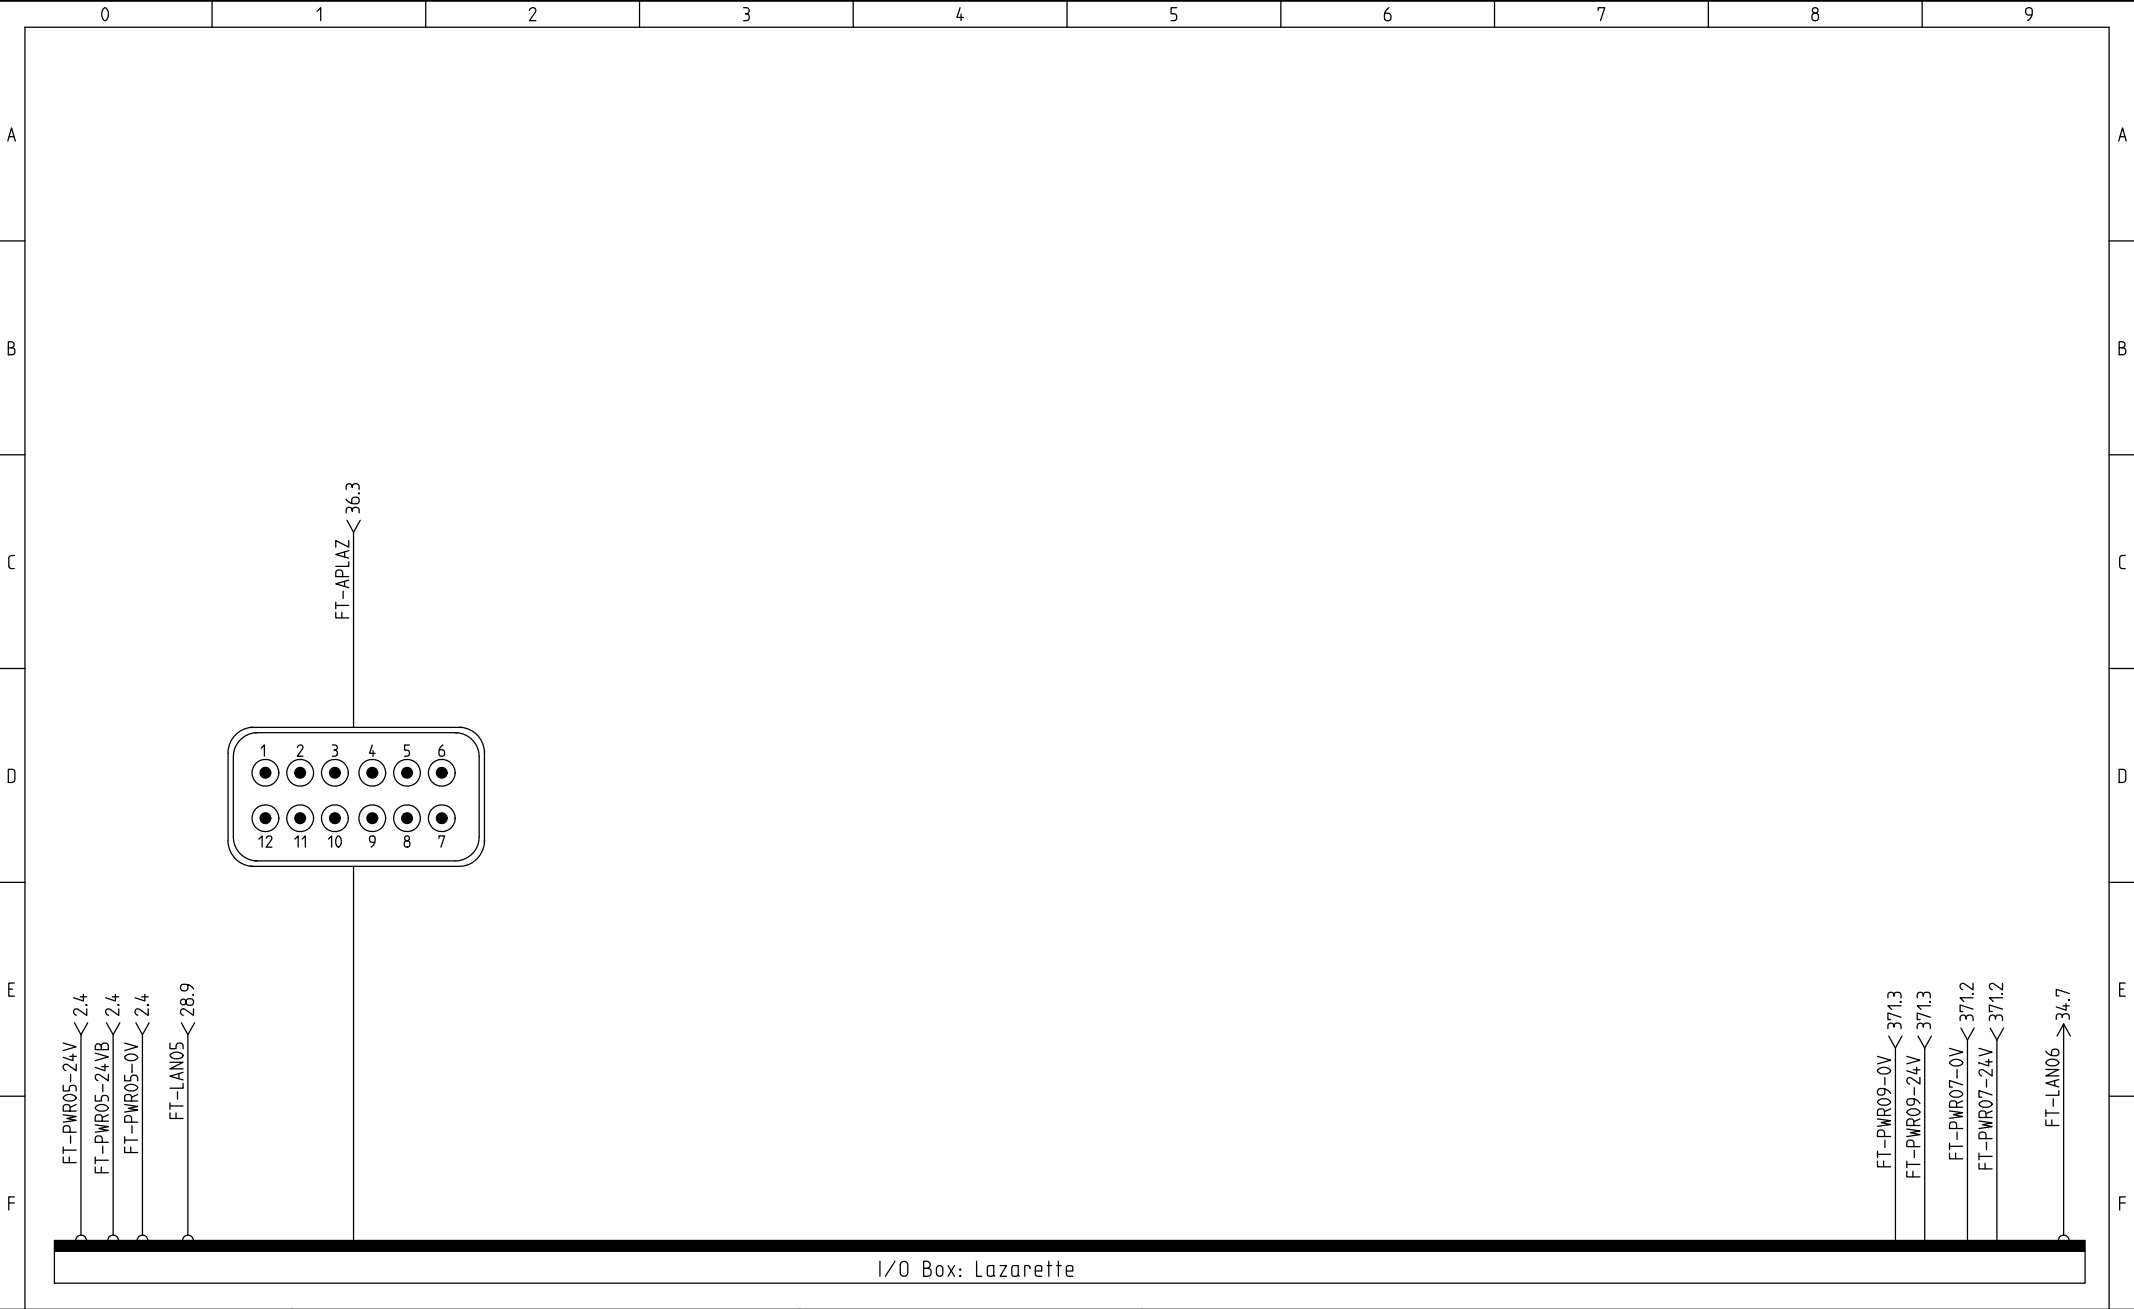 0 1 2 3 4 5 6 7 8 9
A A
B B
36.3
FT-APLAZ
C C
1 2 3 4 5 6
D D
12 11 10 9 8 7
E E
2.4
FT-PWR05-24V
2.4
FT-PWR05-24VB
2.4
FT-PWR05-0V
28.9
FT-LAN05
371.3
FT-PWR09-0V
371.3
FT-PWR09-24V
371.2
FT-PWR07-0V
371.2
FT-PWR07-24V
34.7
FT-LAN06
F F
I/O Box: Lazarette